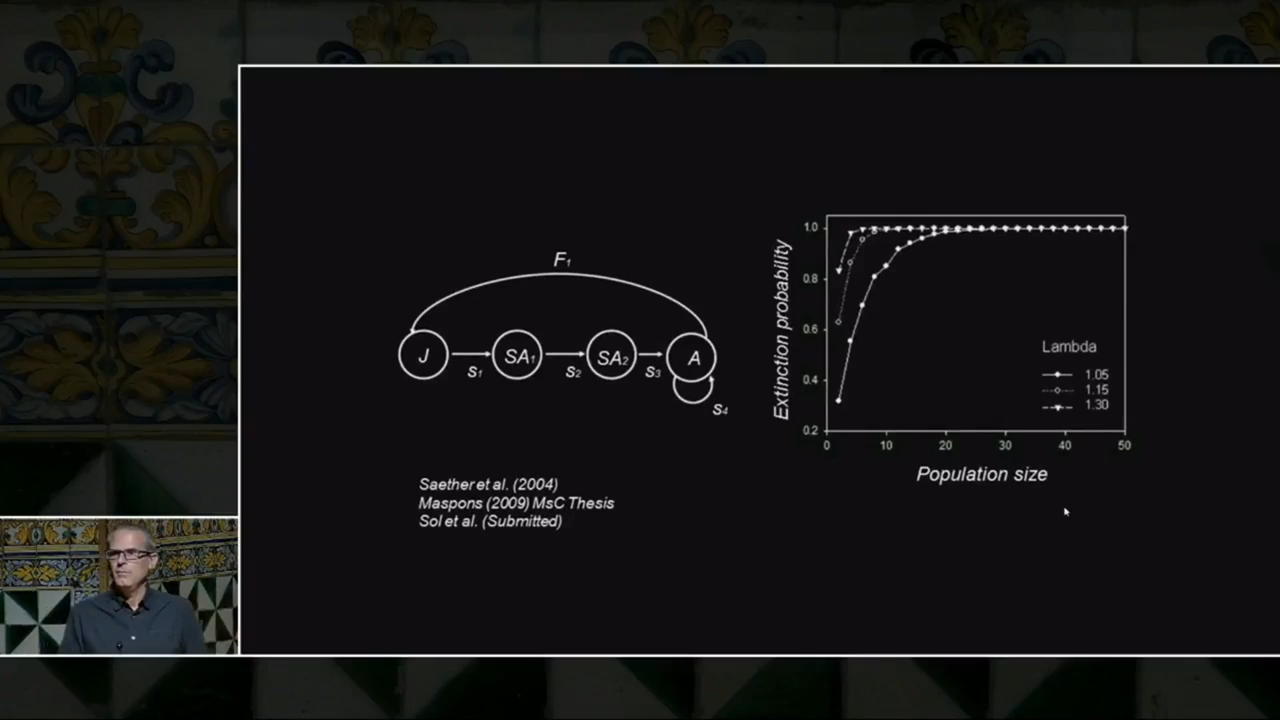 F1
J
SA1
SA2
A
S1
S2
S3
S4
Saether et al. (2004)
Maspons (2009) MsC Thesis
Sol et al. (Submitted)
Extinction probability
1.0
0.8
0.6
0.4
0.2
0 10 20 30 40 50
Population size
Lambda
1.05
1.15
1.30